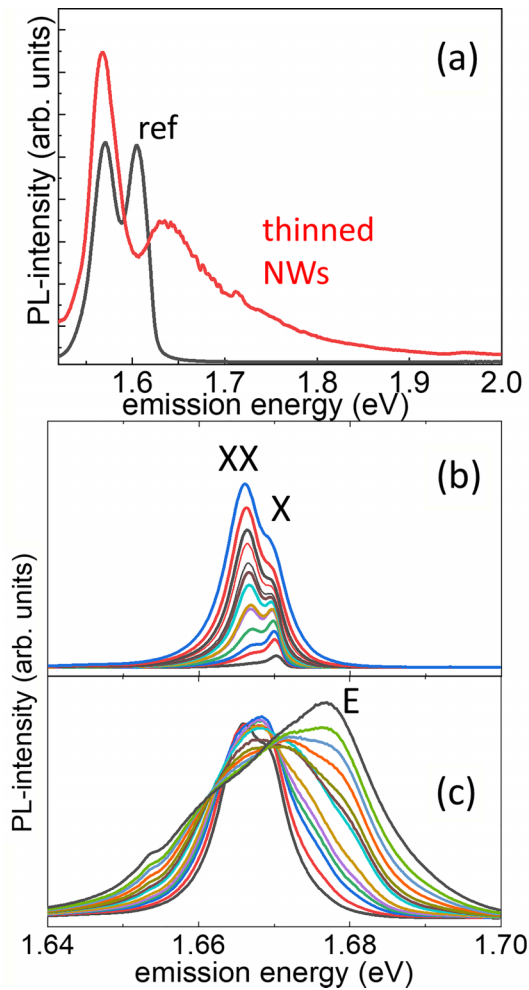 (a)
ref
thinned
NWs
PL-intensity (arb. units)
1.6 1.7 1.8 1.9 2.0
emission energy (eV)
XX
X
(b)
PL-intensity (arb. units)
E
(c)
1.64 1.66 1.68 1.70
emission energy (eV)